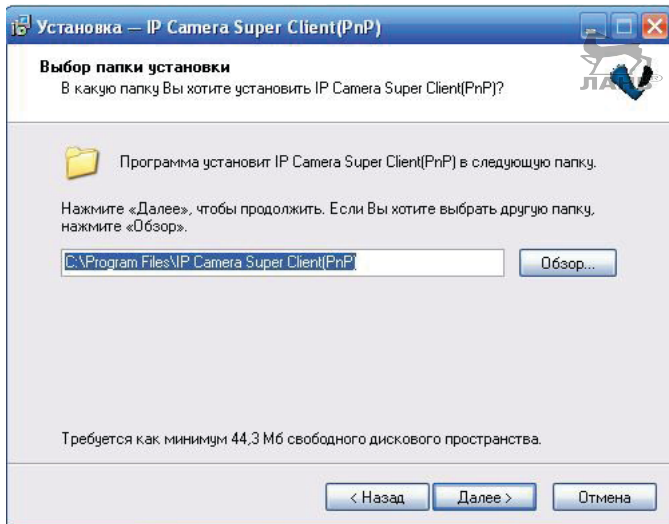 Установка — IP Camera Super Client(PnP)
Выбор папки установки
В какую папку Вы хотите установить IP Camera Super Client(PnP)?
ЛАНЬ®
Программа установит IP Camera Super Client(PnP) в следующую папку.
Нажмите «Далее», чтобы продолжить. Если Вы хотите выбрать другую папку,
нажмите «Обзор».
C:\Program Files\IP Camera Super Client(PnP)
Обзор...
Требуется как минимум 44,3 Мб свободного дискового пространства.
< Назад
Далее >
Отмена